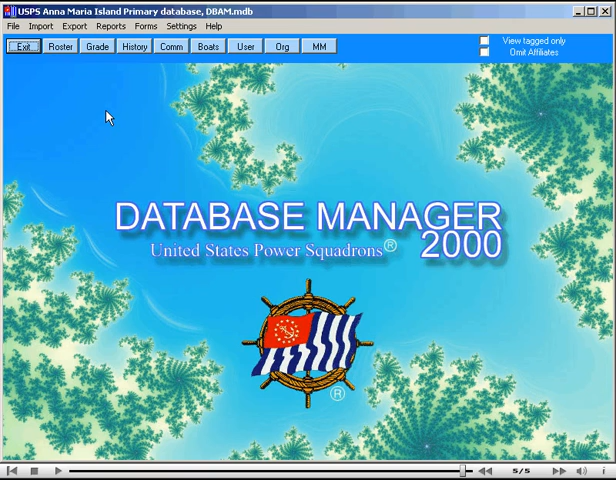 USPS Anna Maria Island Primary database, DBAM.mdb
File Import Export Reports Forms Settings Help
Exit Roster Grade History Comm Boats User Org MM
View tagged only
Omit Affiliates
DATABASE MANAGER
2000
United States Power Squadrons®
®
5/5
i